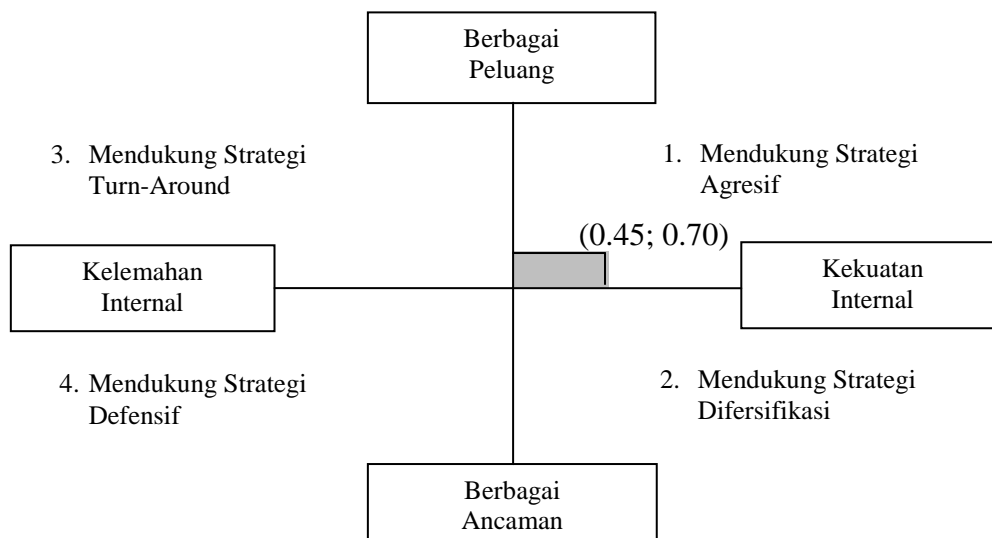 Berbagai
Peluang
3. Mendukung Strategi
Turn-Around
1. Mendukung Strategi
Agresif
(0.45; 0.70)
Kelemahan
Internal
Kekuatan
Internal
4. Mendukung Strategi
Defensif
2. Mendukung Strategi
Difersifikasi
Berbagai
Ancaman